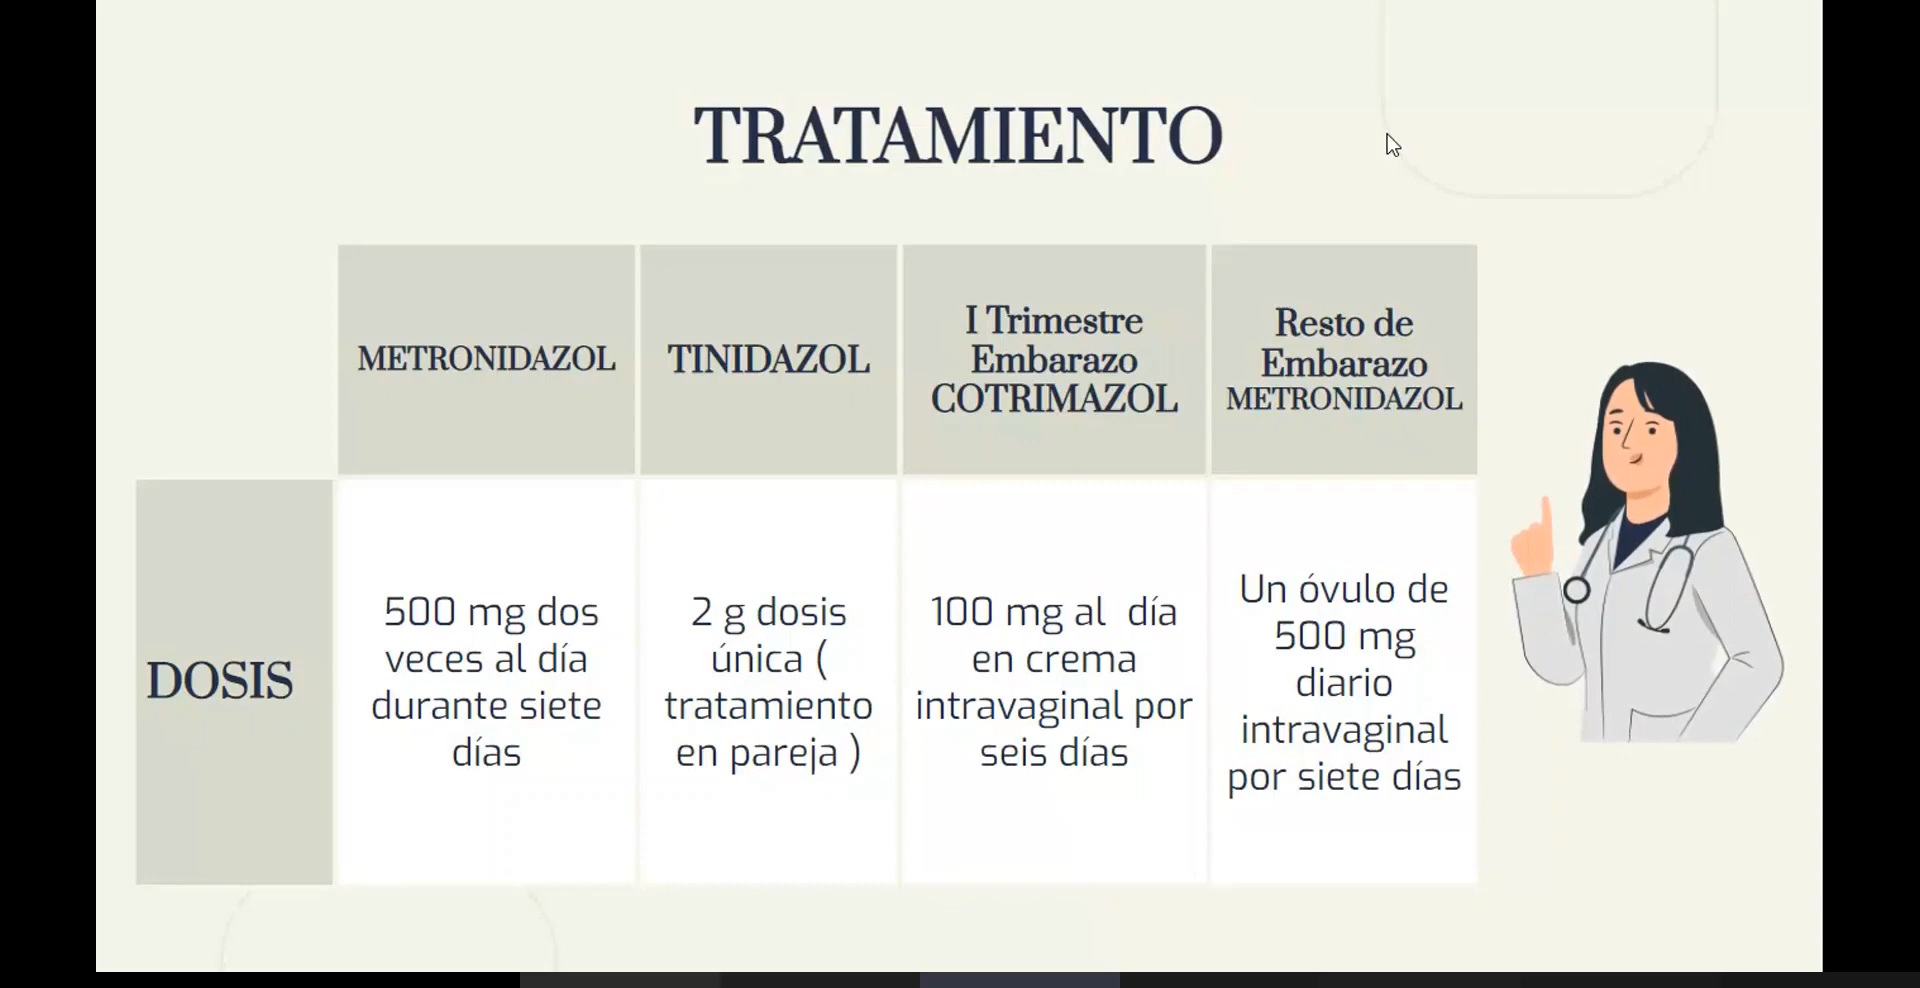 TRATAMIENTO
METRONIDAZOL
TINIDAZOL
I Trimestre
Embarazo
COTRIMAZOL
Resto de
Embarazo
METRONIDAZOL
DOSIS
500 mg dos
veces al día
durante siete
días
2 g dosis
única (
tratamiento
en pareja )
100 mg al día
en crema
intravaginal por
seis días
Un óvulo de
500 mg
diario
intravaginal
por siete días